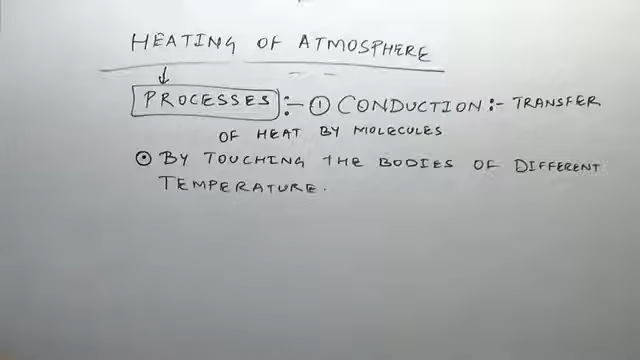 HEATING OF ATMOSPHERE
PROCESSES :- ① CONDUCTION :- TRANSFER
OF HEAT BY MOLECULES
⊙ BY TOUCHING THE BODIES OF DIFFERENT
TEMPERATURE.